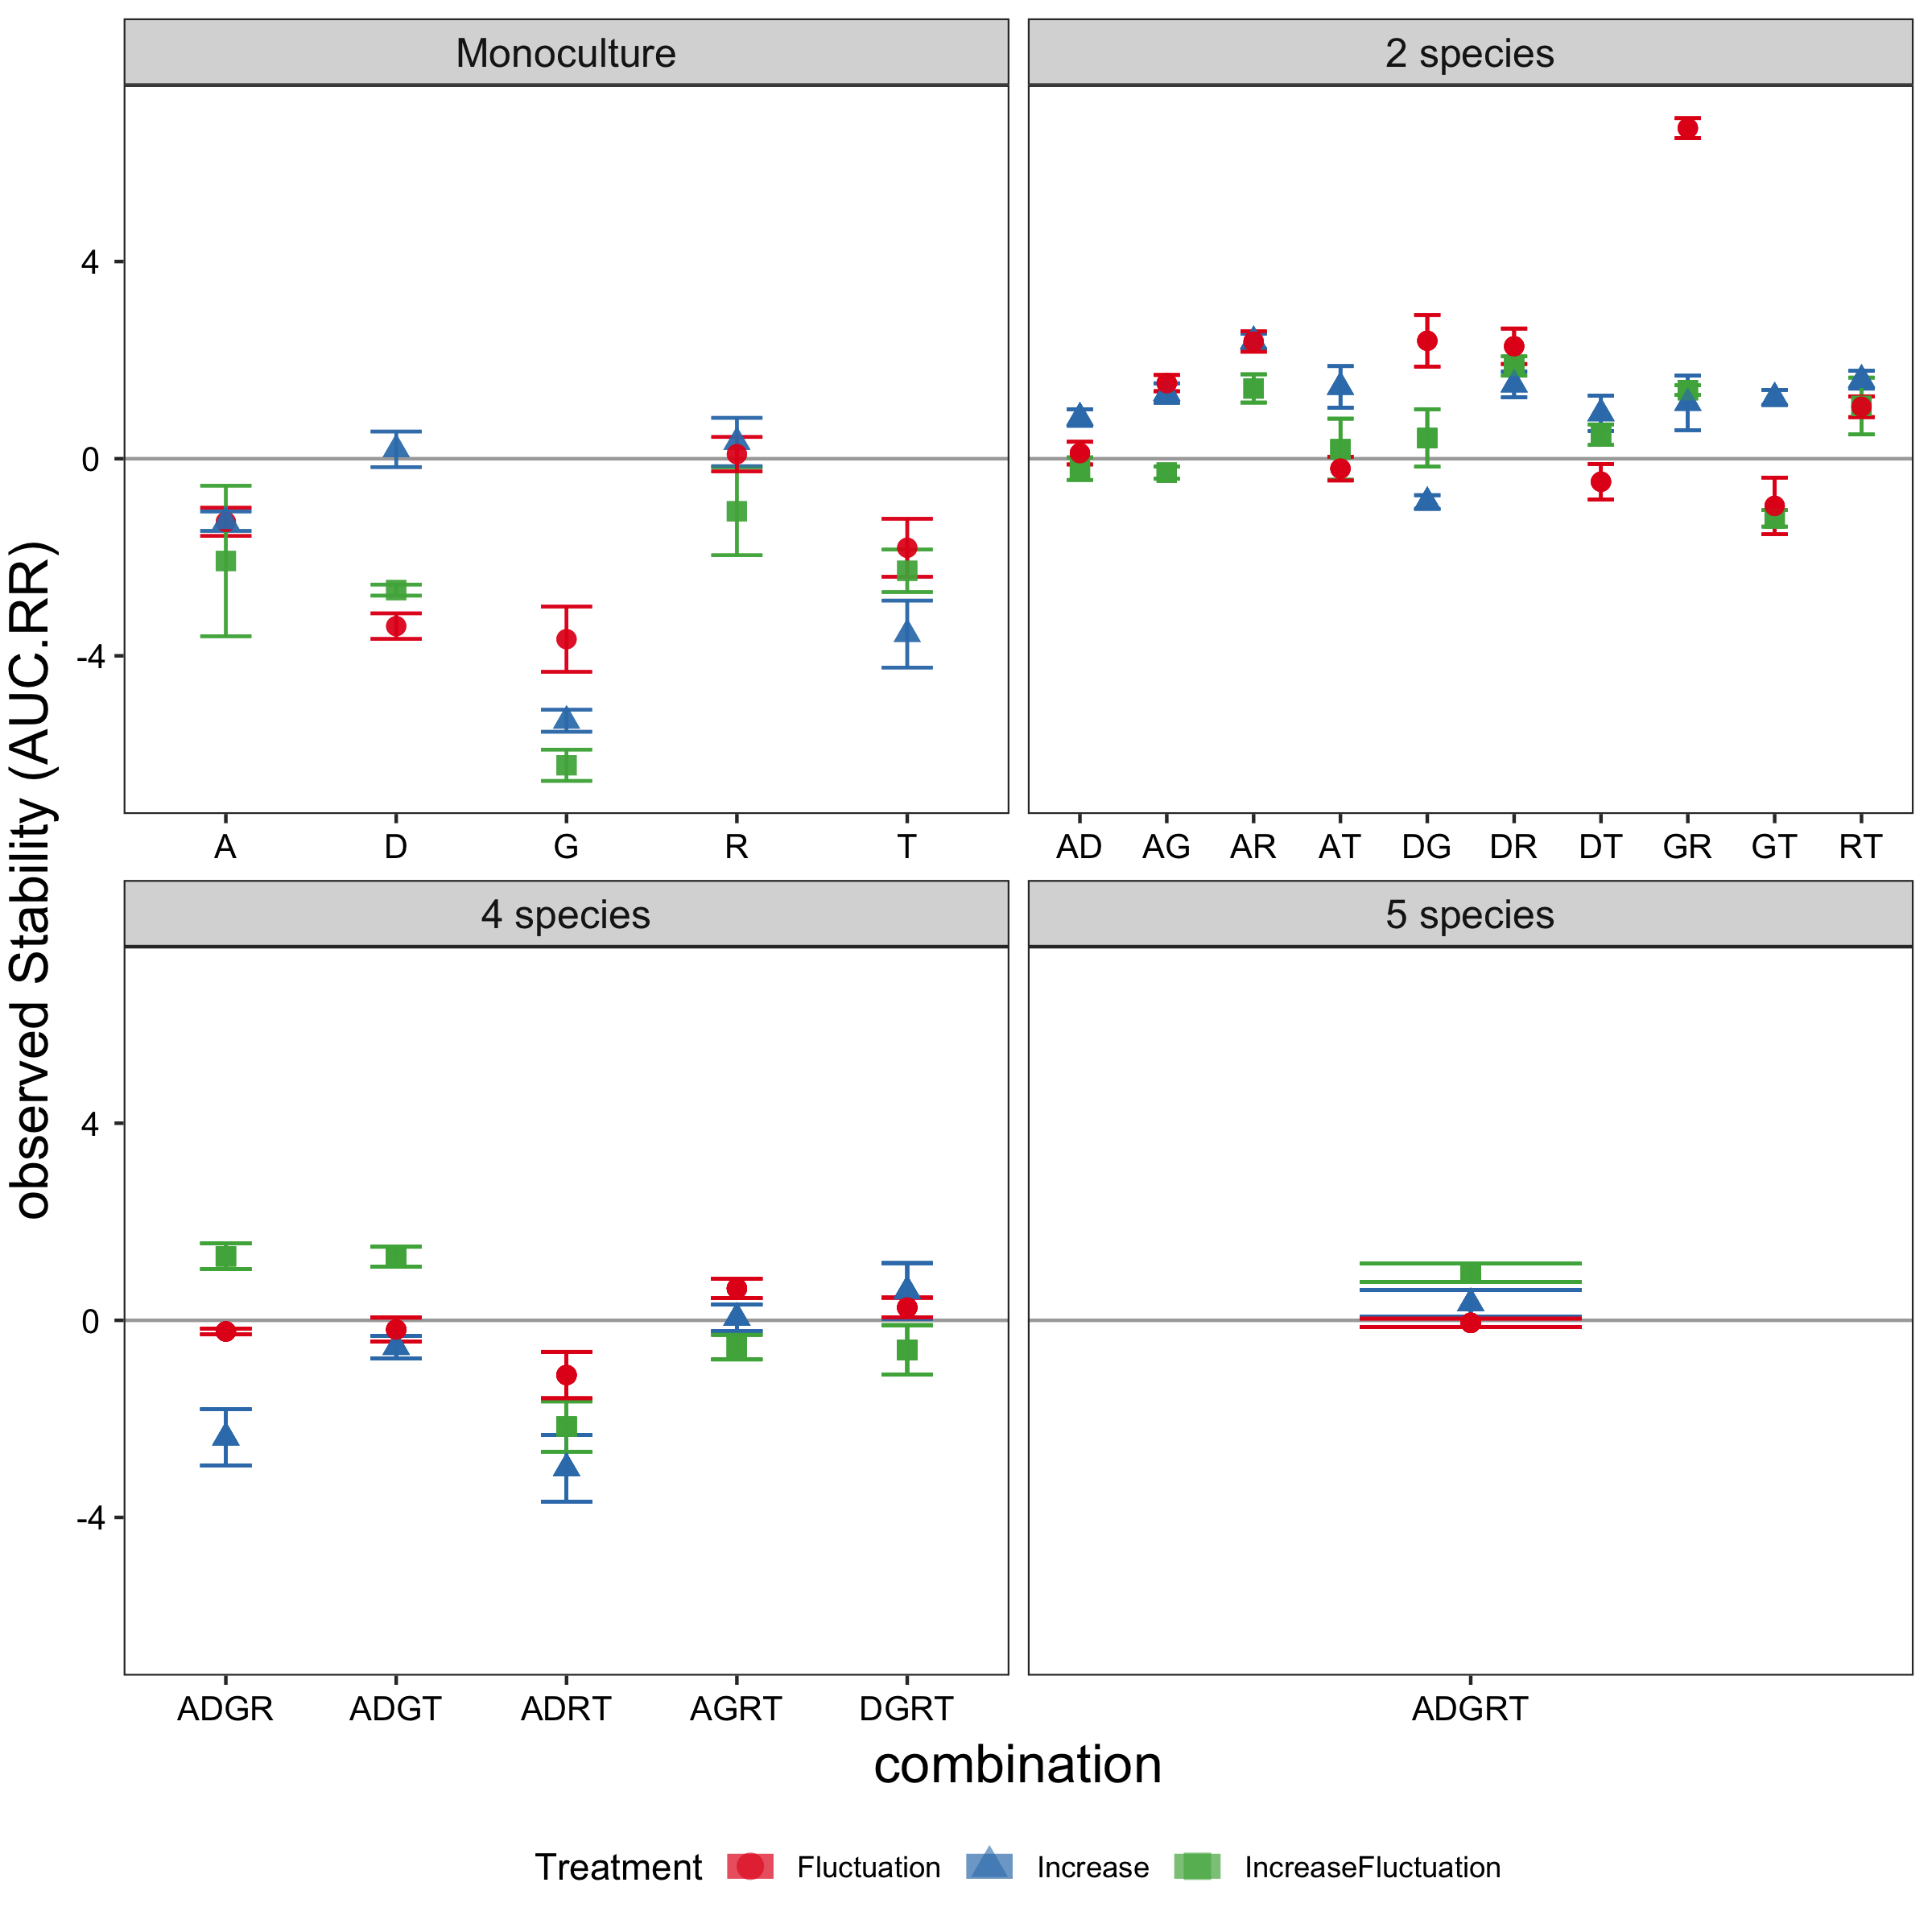 Monoculture
2 species
4
0
-4
A D G R T
AD AG AR AT DG DR DT GR GT RT
observed Stability (AUC.RR)
4 species
5 species
4
0
-4
ADGR ADGT ADRT AGRT DGRT
ADGRT
combination
Treatment Fluctuation Increase IncreaseFluctuation